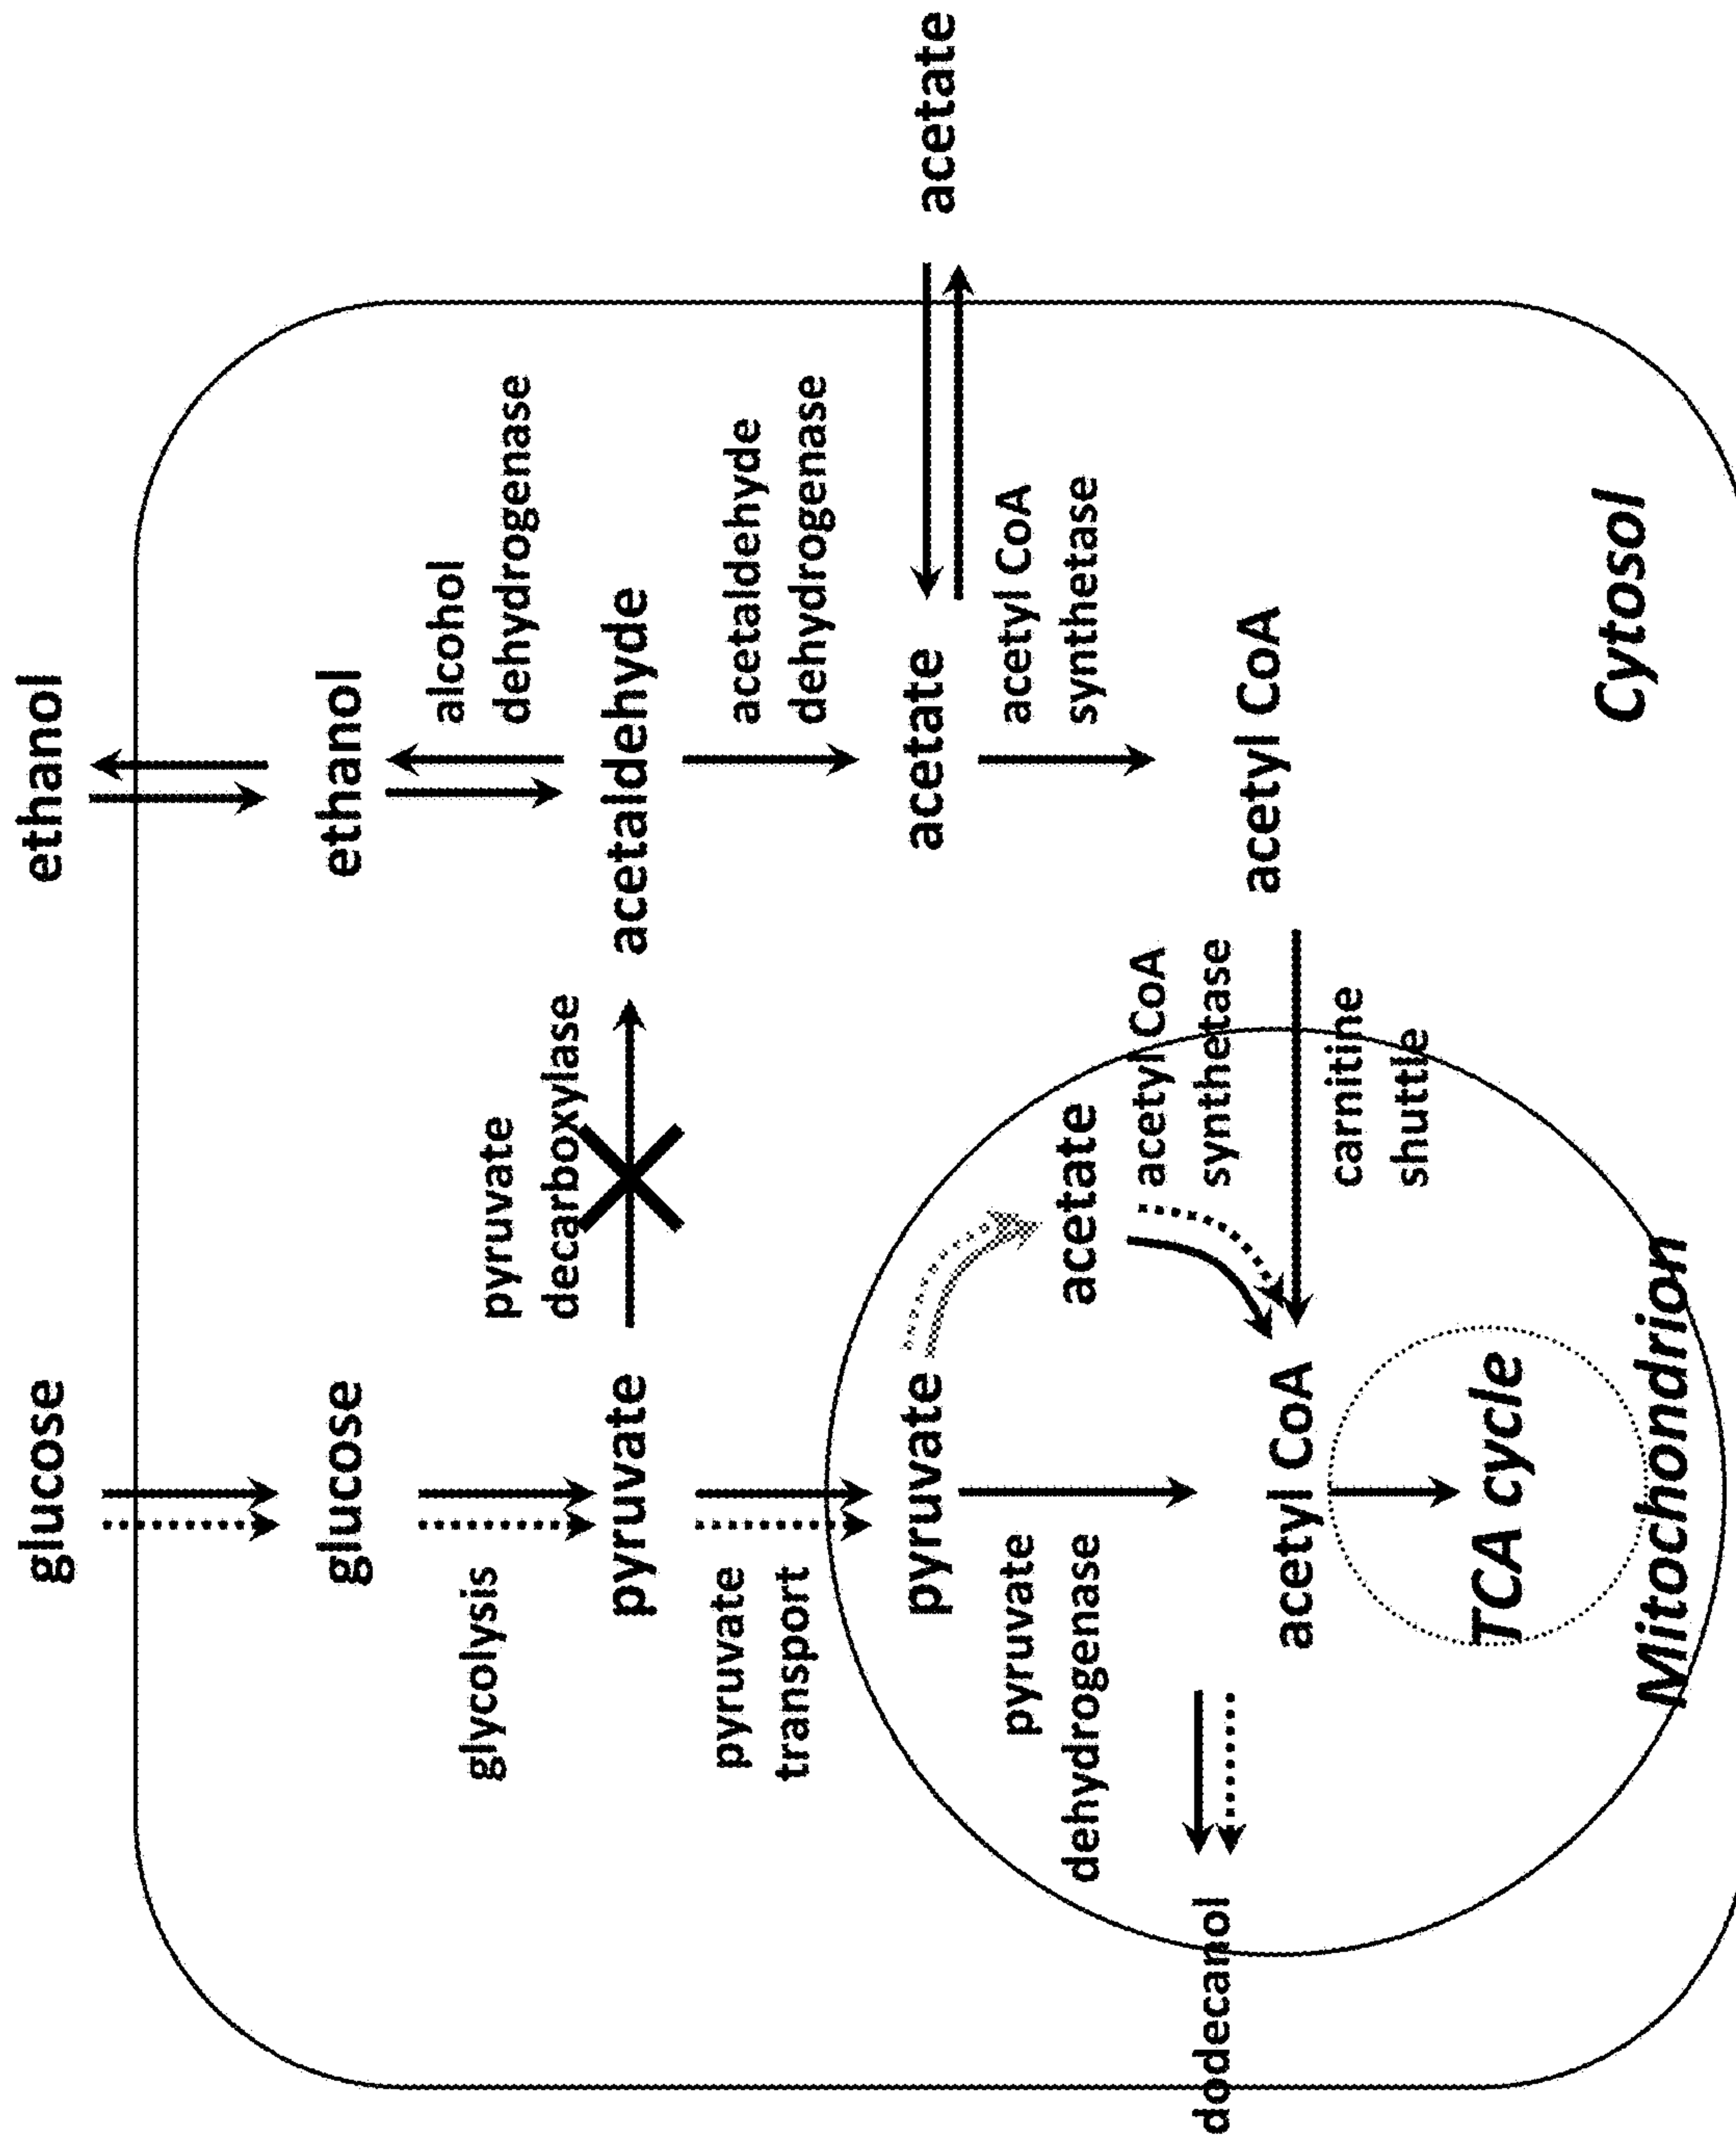 glucose
ethanol
glucose
ethanol
glycolysis
alcohol
dehydrogenase
pyruvate
decarboxylase
pyruvate
acetaldehyde
pyruvate
transport
acetaldehyde
dehydrogenase
pyruvate
acetate
acetate
pyruvate
dehydrogenase
acetate
acetyl CoA
synthetase
acetyl CoA
synthetase
dodecanol
acetyl CoA
acetyl CoA
carnitine
shuttle
TCA cycle
Mitochondrion
Cytosol